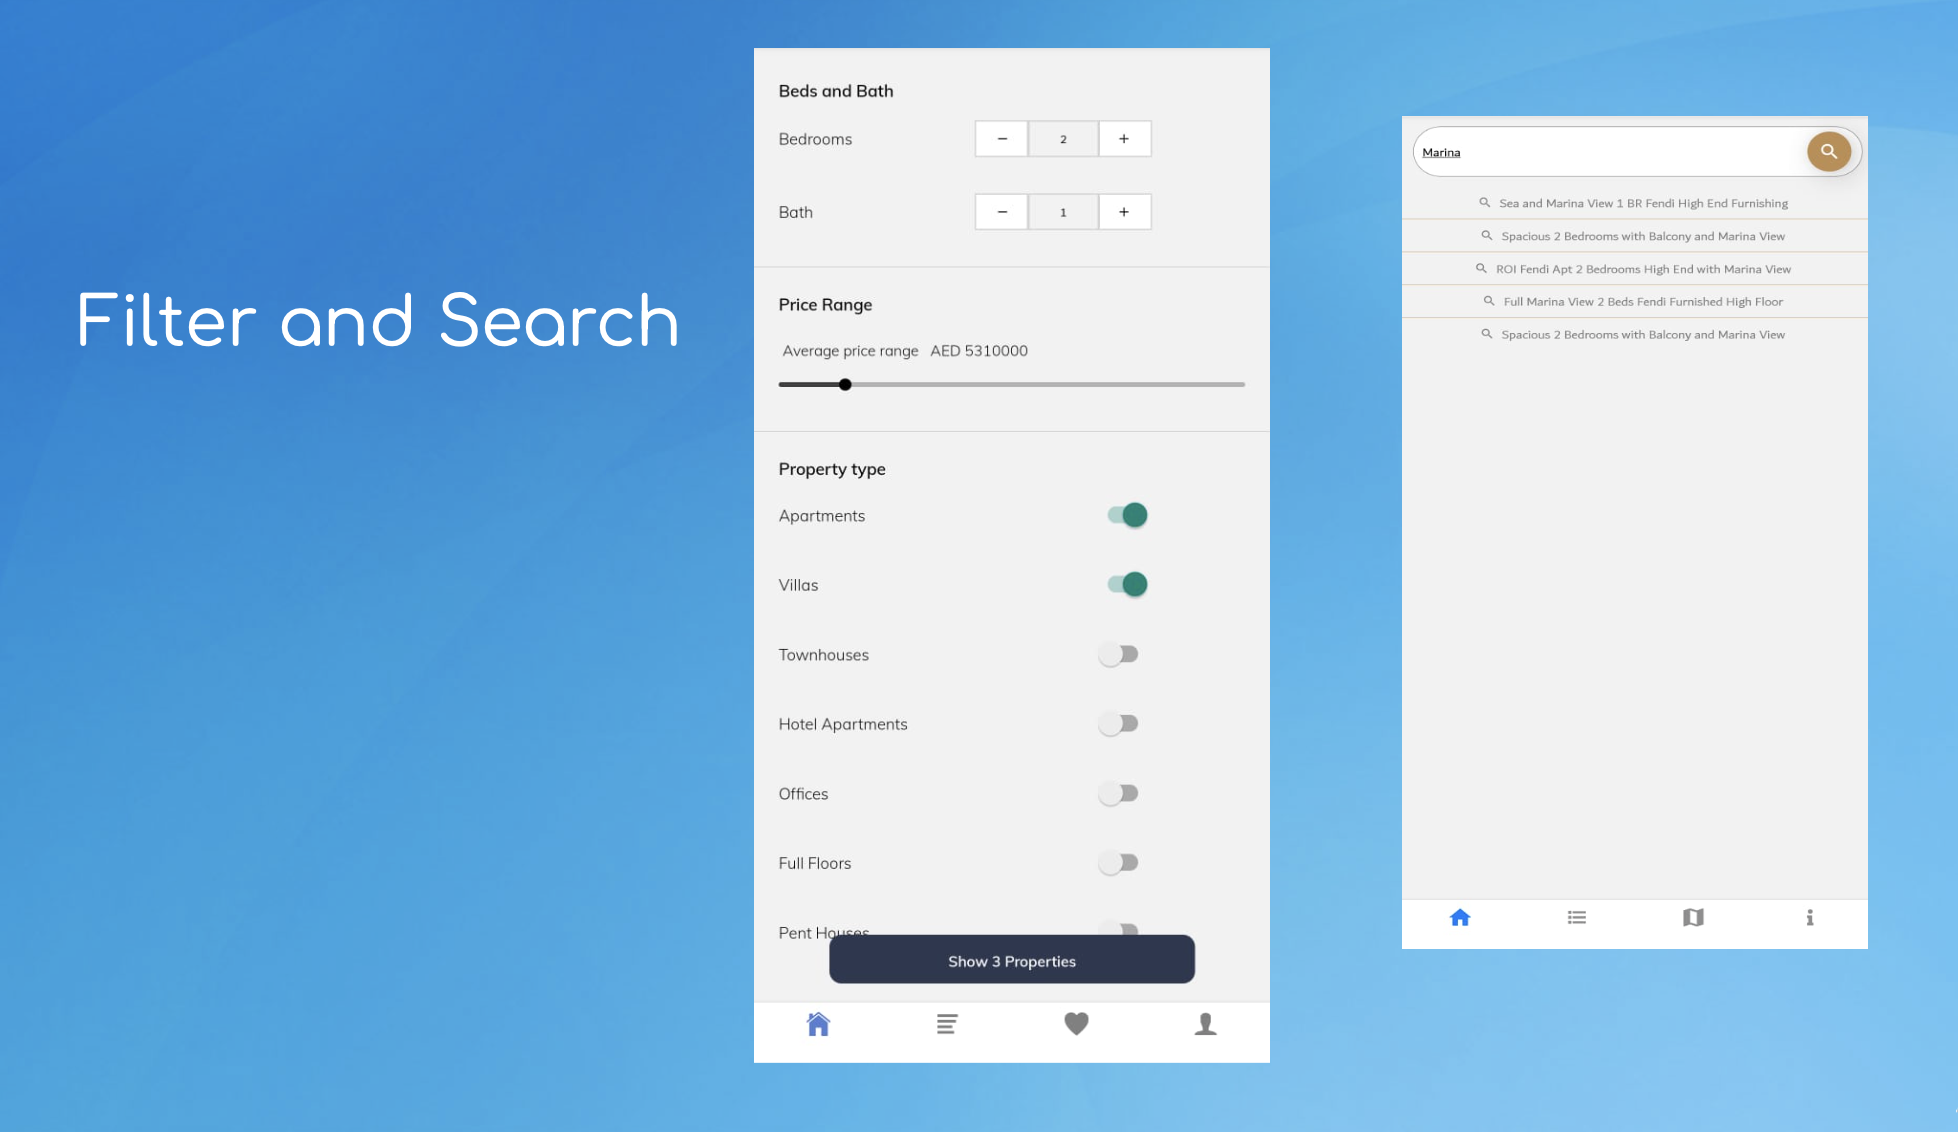 Filter and Search
Beds and Bath
Bedrooms − 2 +
Bath − 1 +
Price Range
Average price range AED 5310000
Property type
Apartments
Villas
Townhouses
Hotel Apartments
Offices
Full Floors
Pent Houses
Show 3 Properties
Marina
Sea and Marina View 1 BR Fendi High End Furnishing
Spacious 2 Bedrooms with Balcony and Marina View
ROI Fendi Apt 2 Bedrooms High End with Marina View
Full Marina View 2 Beds Fendi Furnished High Floor
Spacious 2 Bedrooms with Balcony and Marina View